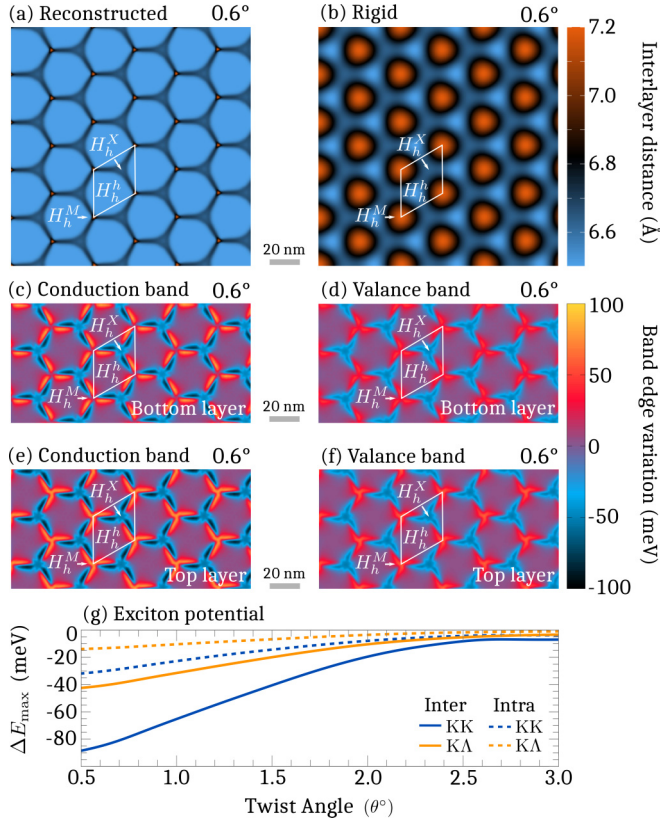 (a) Reconstructed 0.6°
(b) Rigid 0.6°
H_h^X
H_h^h
H_h^M
H_h^X
H_h^h
H_h^M
7.2
7.0
6.8
6.6
Interlayer distance (Å)
20 nm
(c) Conduction band 0.6°
(d) Valance band 0.6°
H_h^X
H_h^h
H_h^M
Bottom layer
H_h^X
H_h^h
H_h^M
Bottom layer
20 nm
(e) Conduction band 0.6°
(f) Valance band 0.6°
H_h^X
H_h^h
H_h^M
Top layer
H_h^X
H_h^h
H_h^M
Top layer
20 nm
100
50
0
-50
-100
Band edge variation (meV)
(g) Exciton potential
0
-20
-40
-60
-80
ΔE_max (meV)
Inter Intra
KK KK
KΛ KΛ
0.5 1.0 1.5 2.0 2.5 3.0
Twist Angle (θ°)